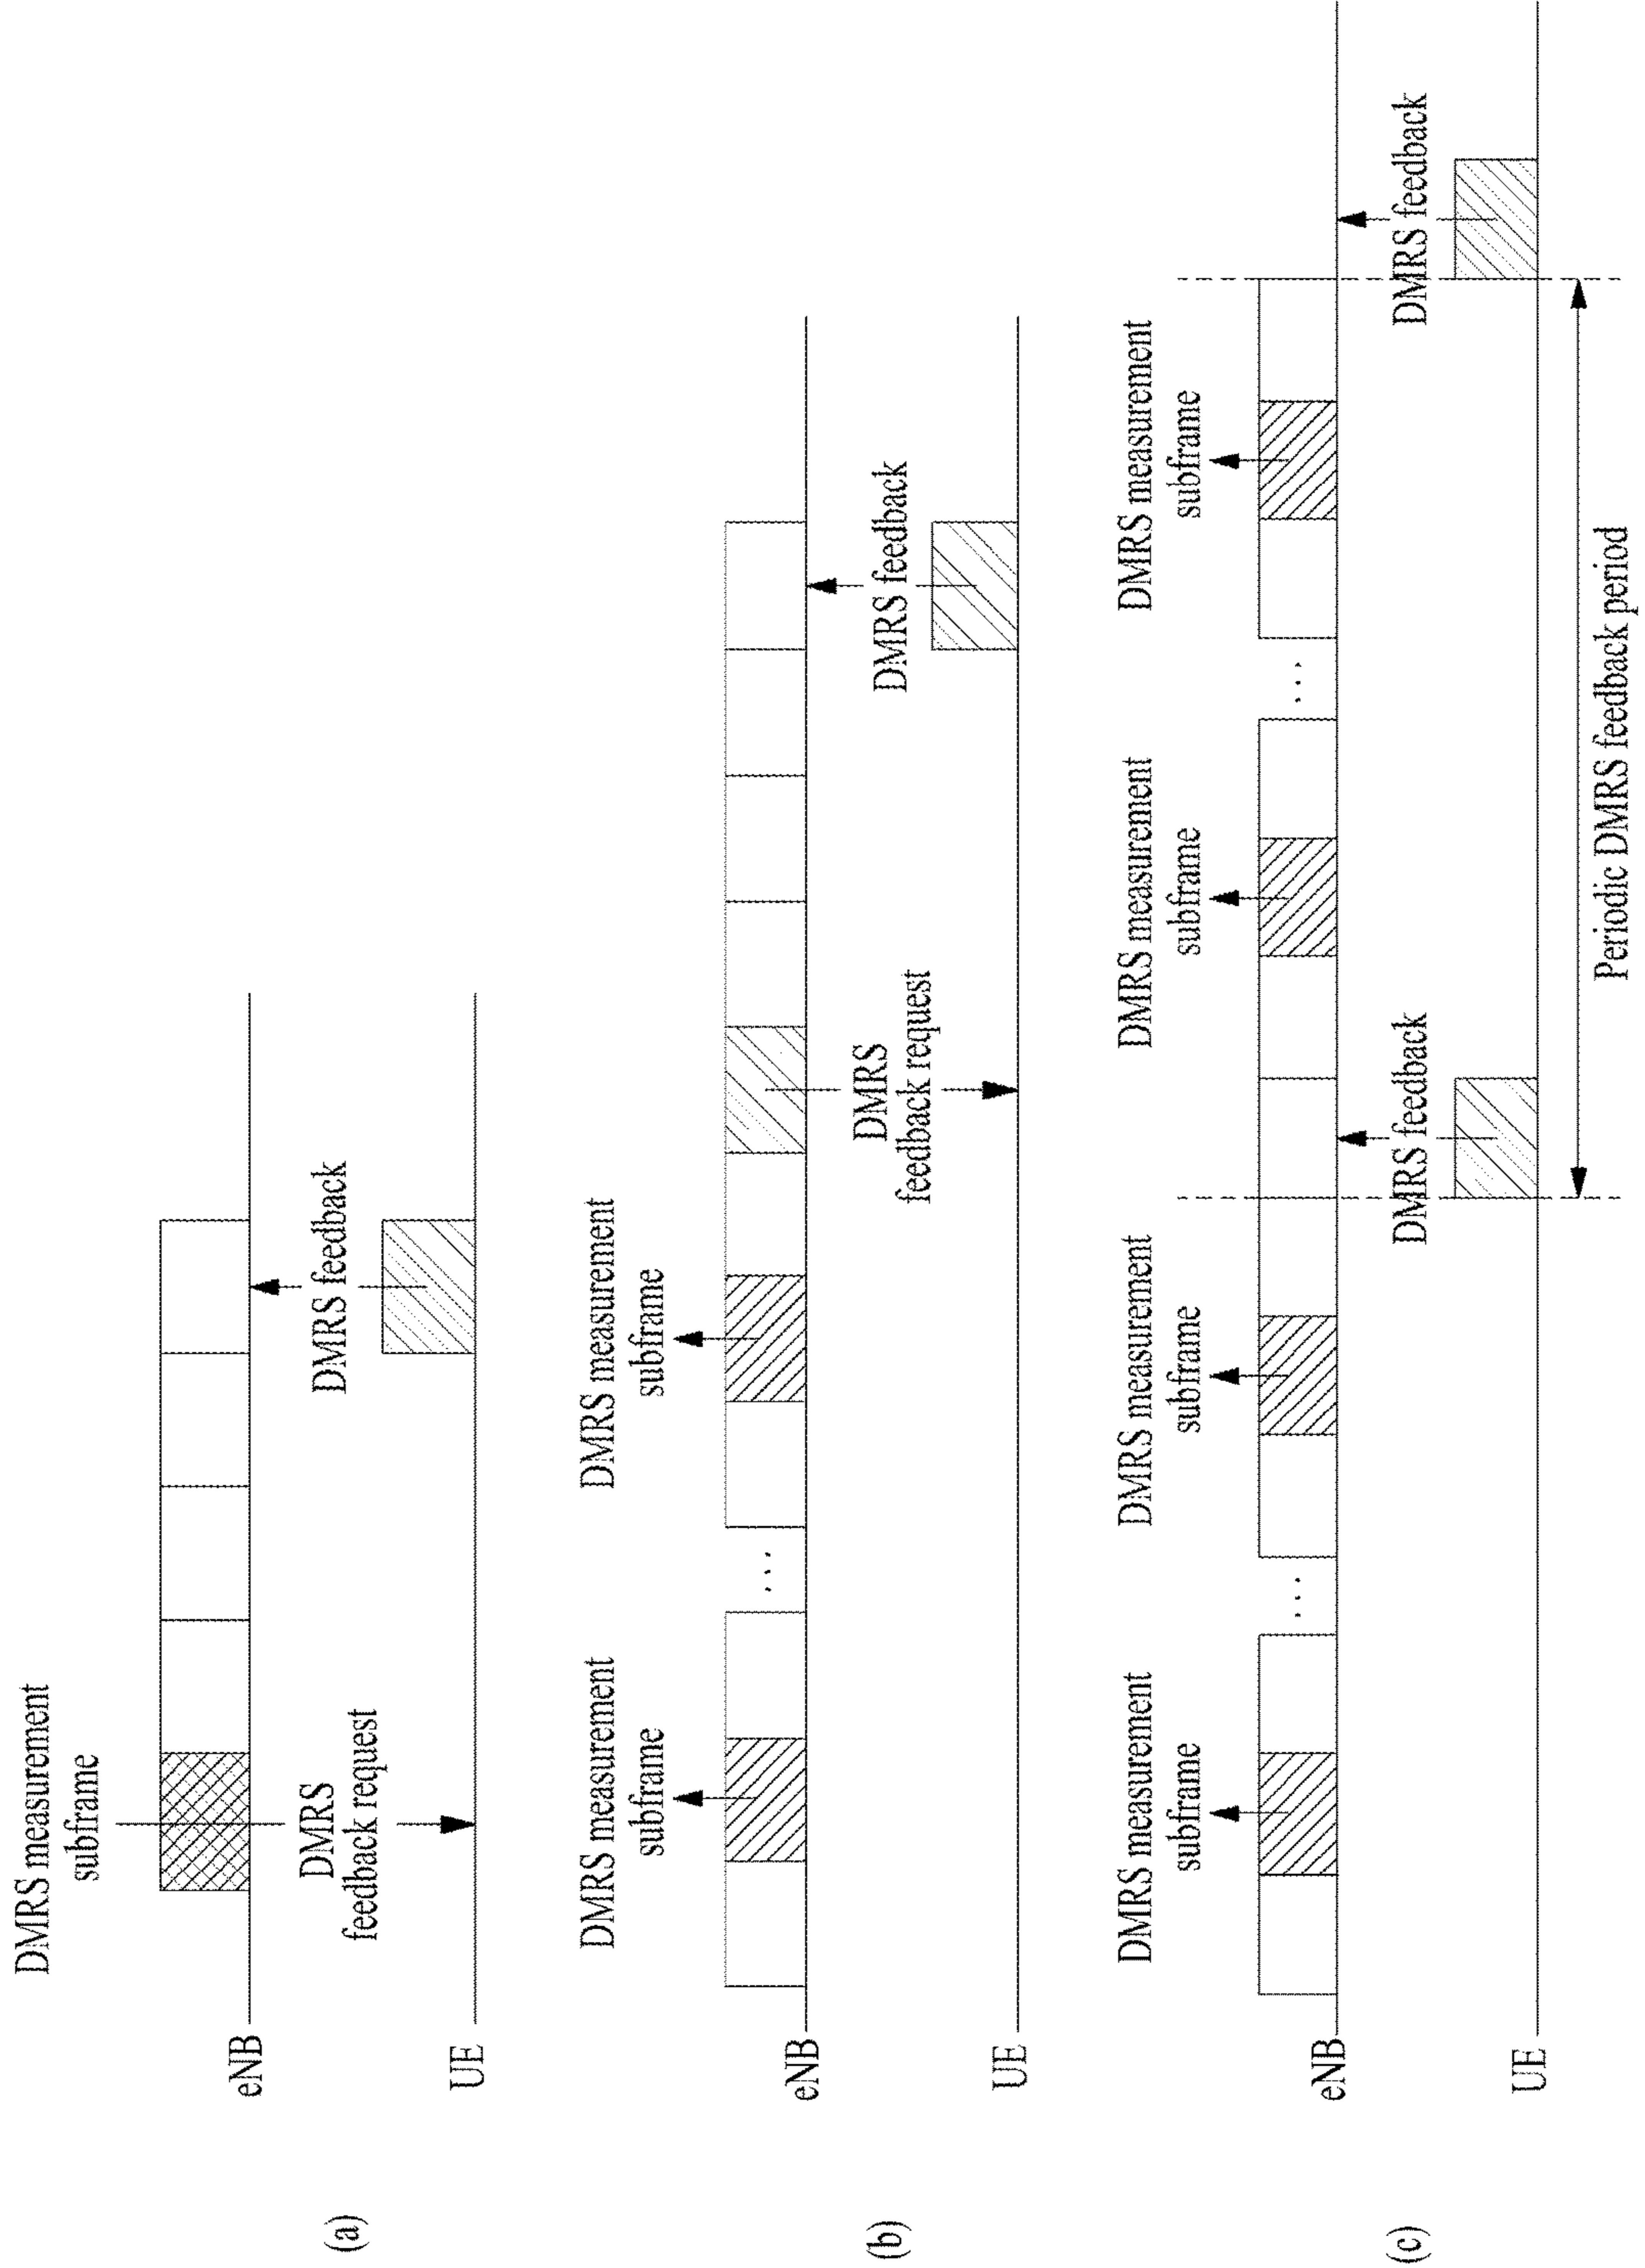 (a)
DMRS measurement
subframe
eNB
DMRS
feedback request
DMRS feedback
UE
(b)
DMRS measurement
subframe
DMRS measurement
subframe
eNB
DMRS
feedback request
DMRS feedback
UE
(c)
DMRS measurement
subframe
DMRS measurement
subframe
DMRS measurement
subframe
DMRS measurement
subframe
...
...
...
eNB
DMRS feedback
DMRS feedback
UE
Periodic DMRS feedback period